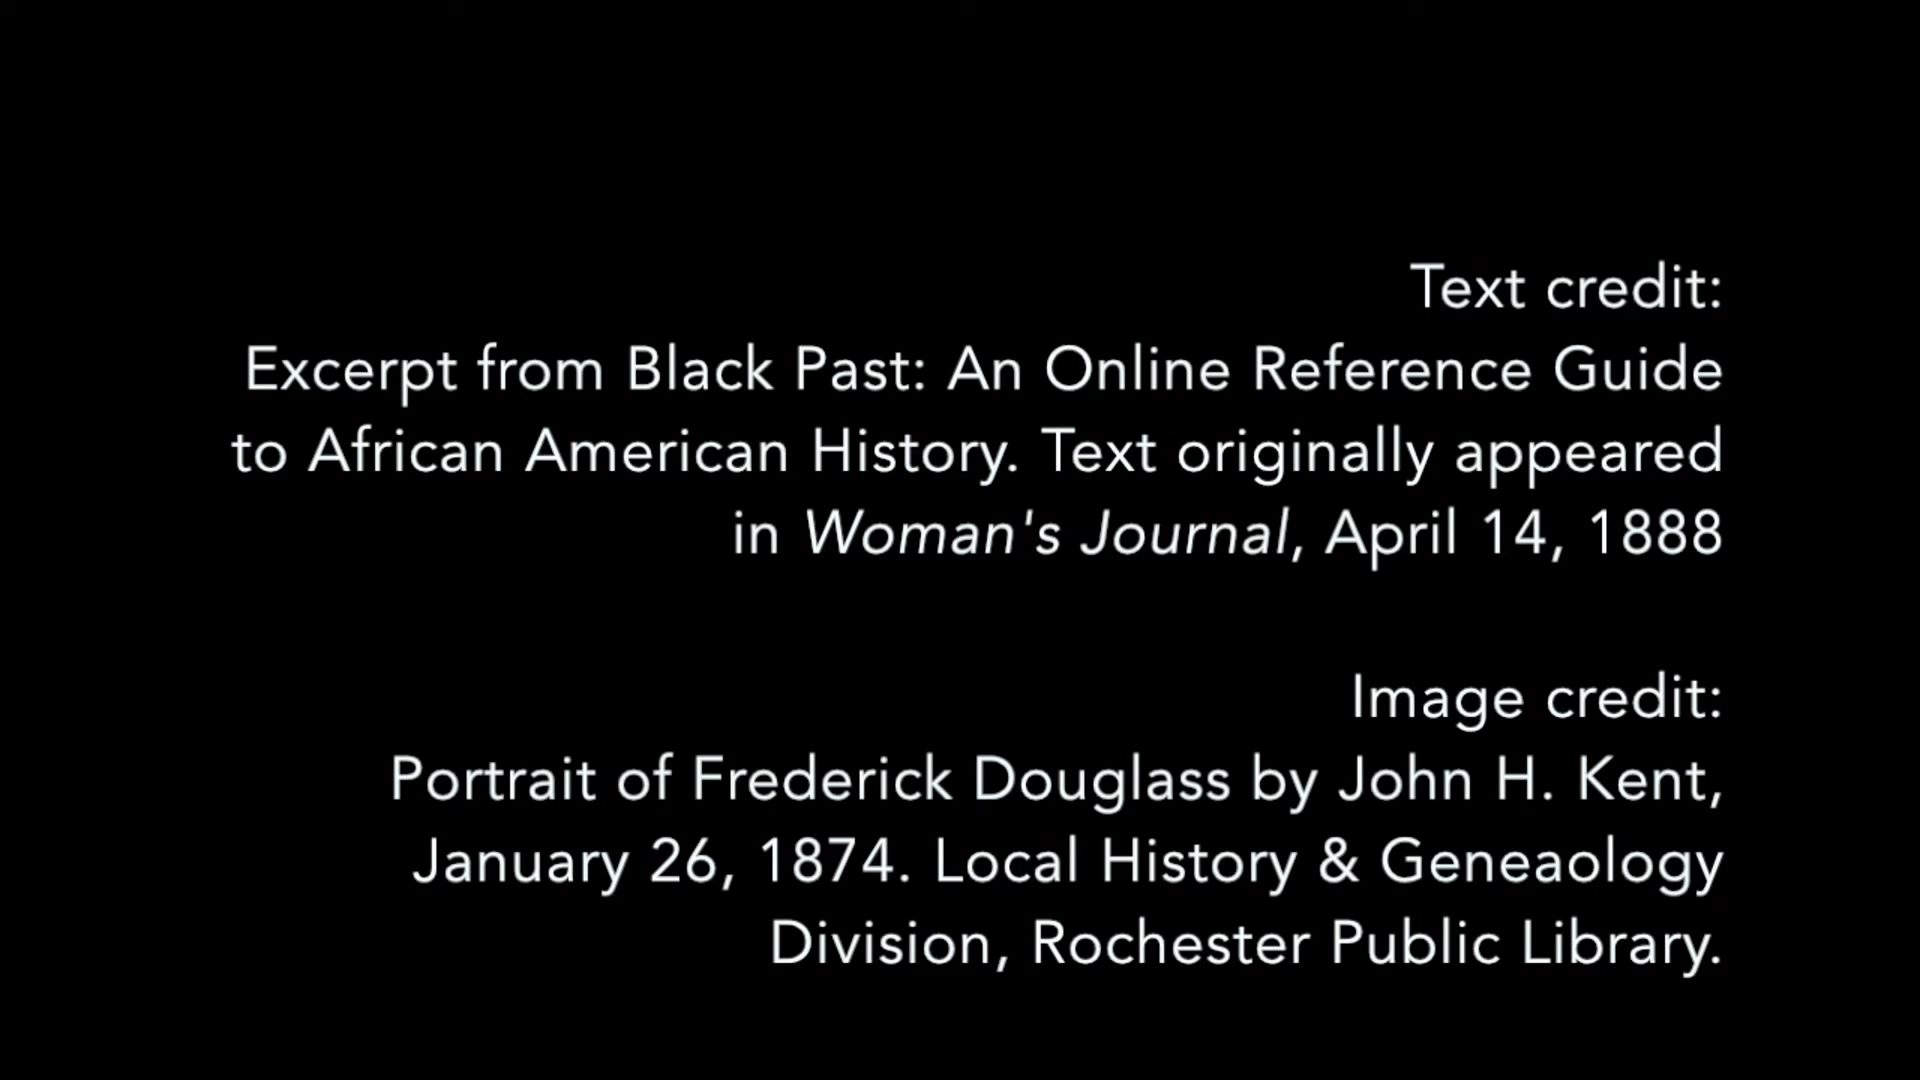 Text credit:
Excerpt from Black Past: An Online Reference Guide
to African American History. Text originally appeared
in Woman's Journal, April 14, 1888
Image credit:
Portrait of Frederick Douglass by John H. Kent,
January 26, 1874. Local History & Geneaology
Division, Rochester Public Library.